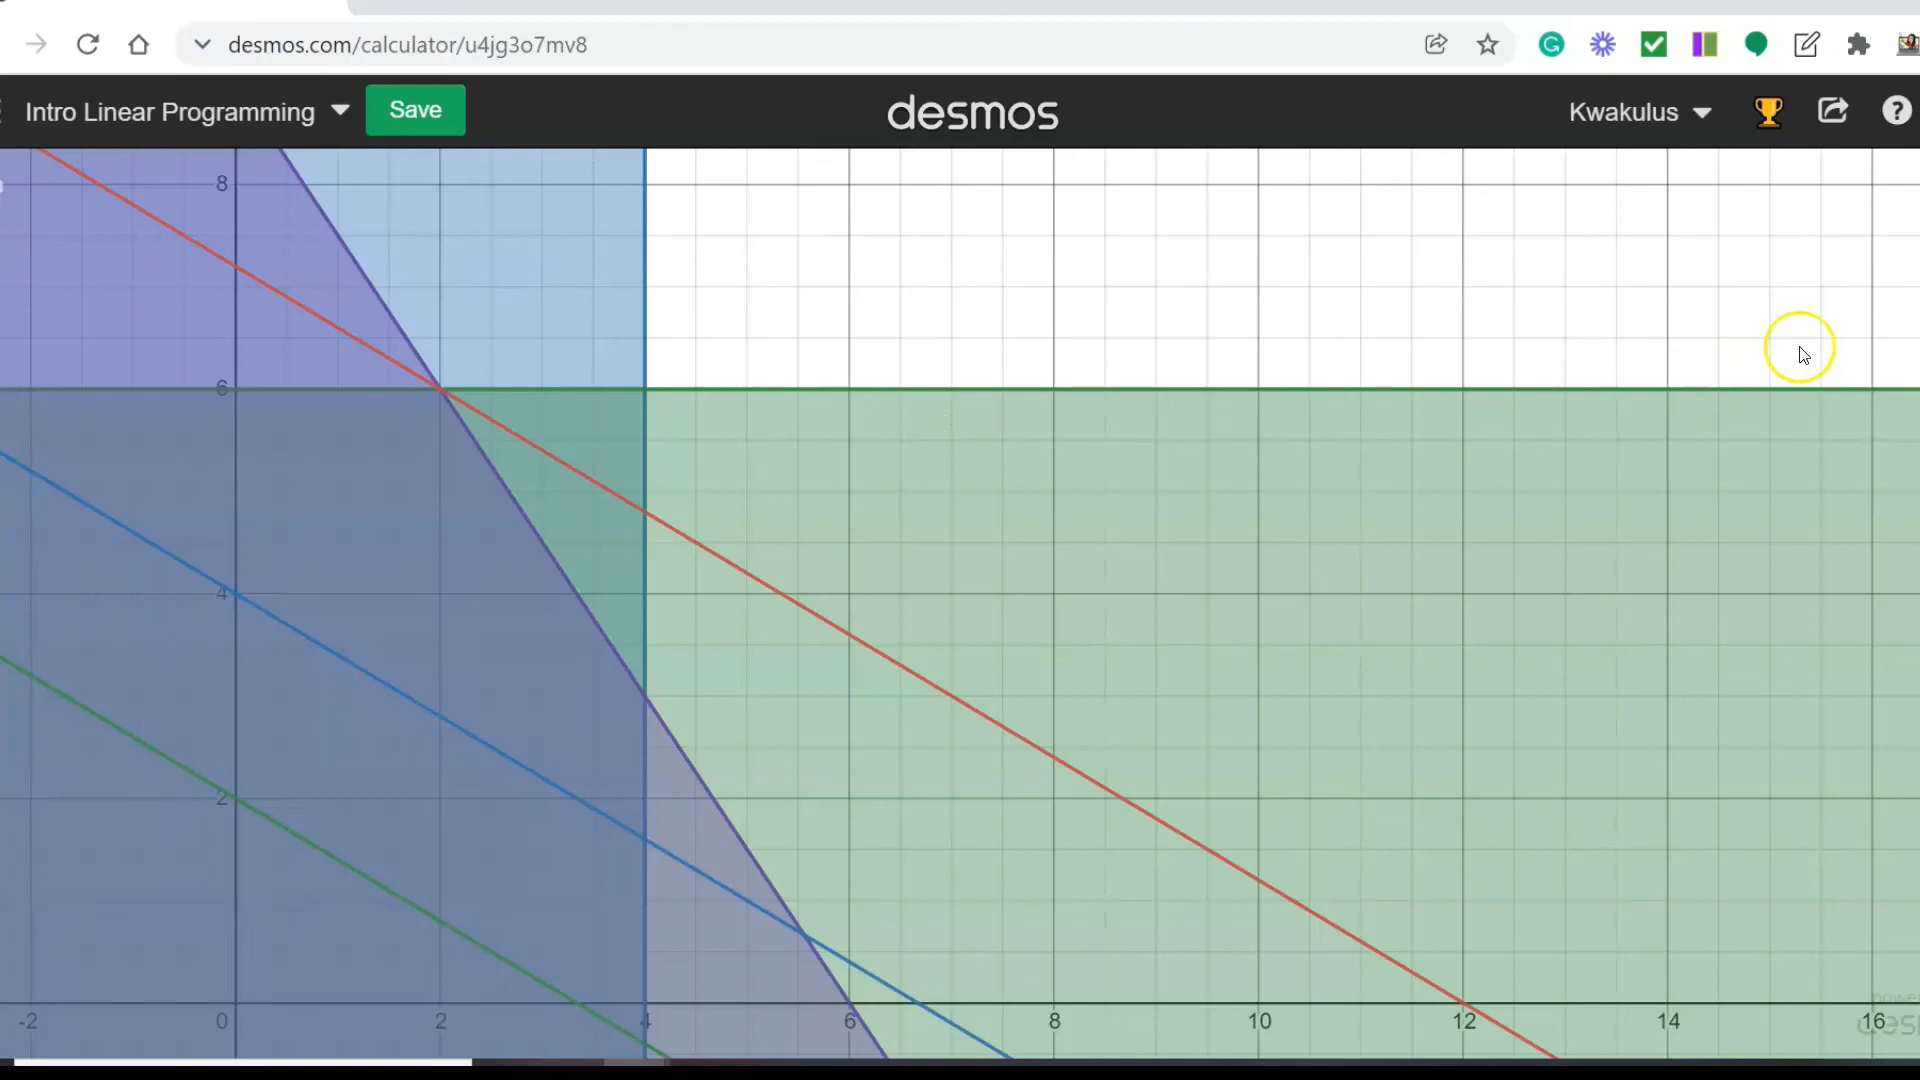 desmos.com/calculator/u4jg3o7mv8
Intro Linear Programming
Save
desmos
Kwakulus
?
8
6
4
2
-2 0 2 4 6 8 10 12 14 16